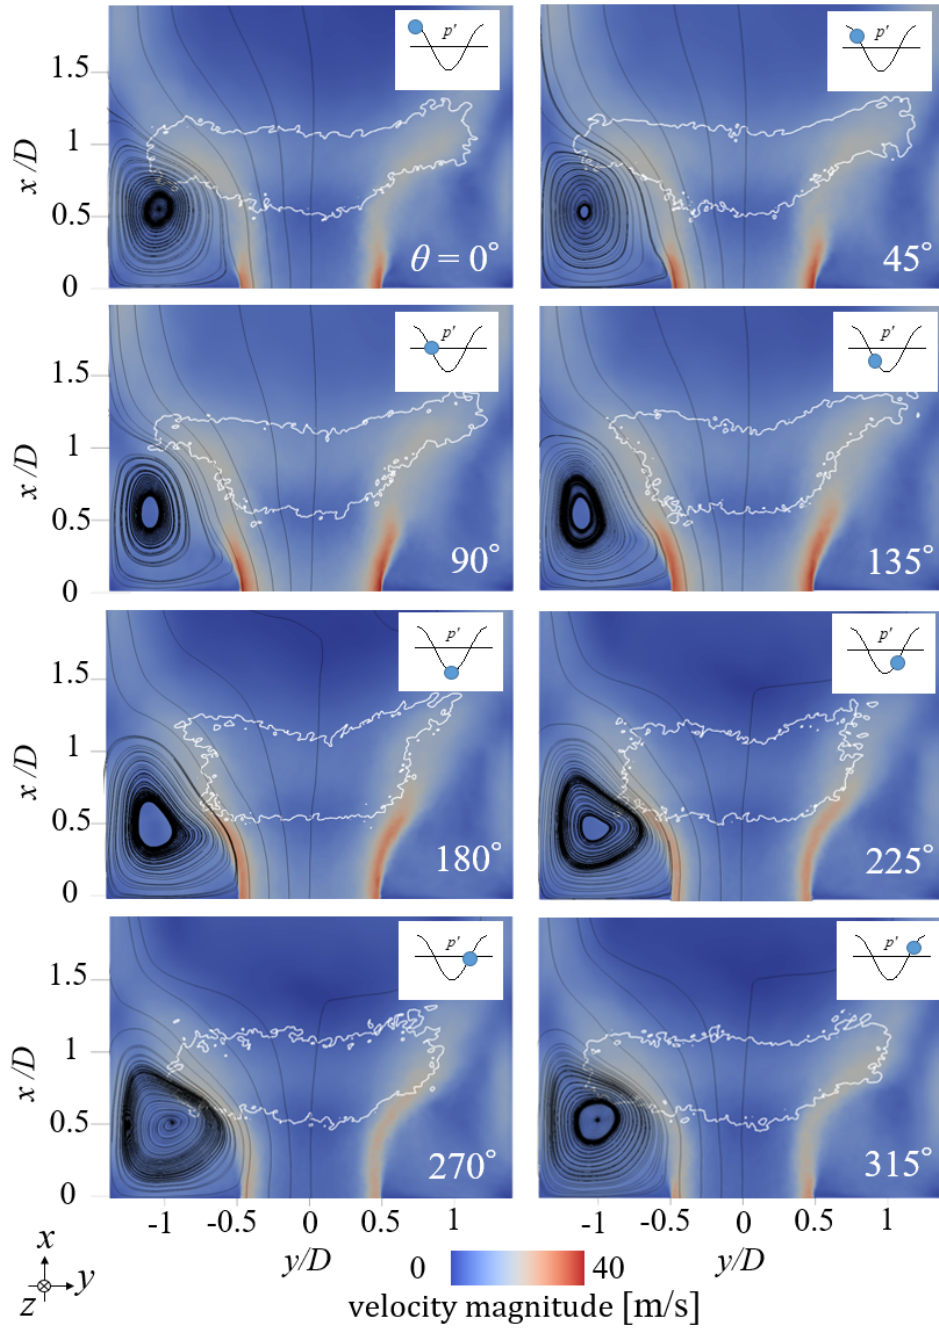 p′
p′
1.5
1
x/D
0.5
0
θ = 0°
45°
p′
p′
1.5
1
x/D
0.5
0
90°
135°
p′
p′
1.5
1
x/D
0.5
0
180°
225°
p′
p′
1.5
1
x/D
0.5
0
270°
315°
-1 -0.5 0 0.5 1
-1 -0.5 0 0.5 1
x
y
z
y/D
y/D
0 40
velocity magnitude [m/s]